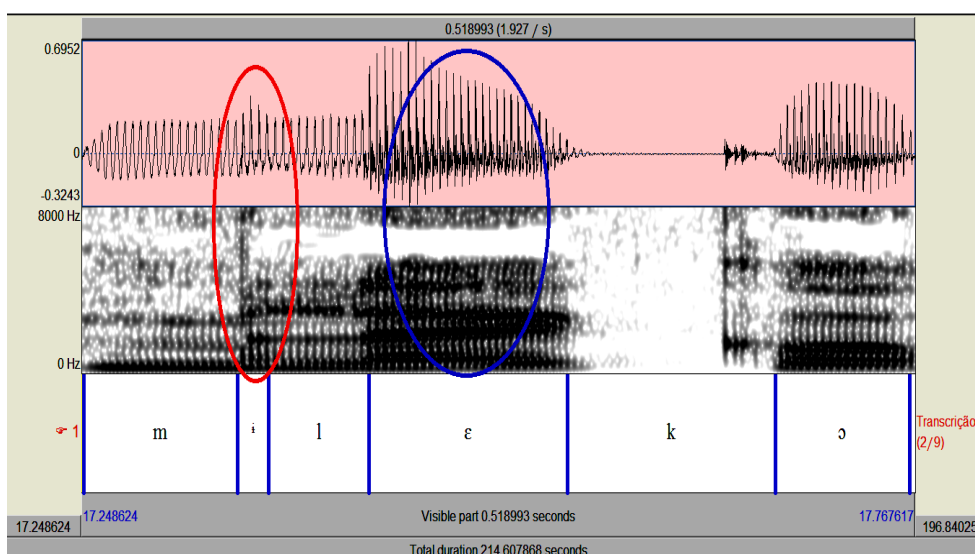 0.518993 (1.927 / s)
0.6952
0
-0.3243
8000 Hz
0 Hz
☞ 1 m ɨ l ɛ k ɔ Transcrição
(2/9)
17.248624 17.248624 Visible part 0.518993 seconds 17.767617 196.84025
Total duration 214.607868 seconds